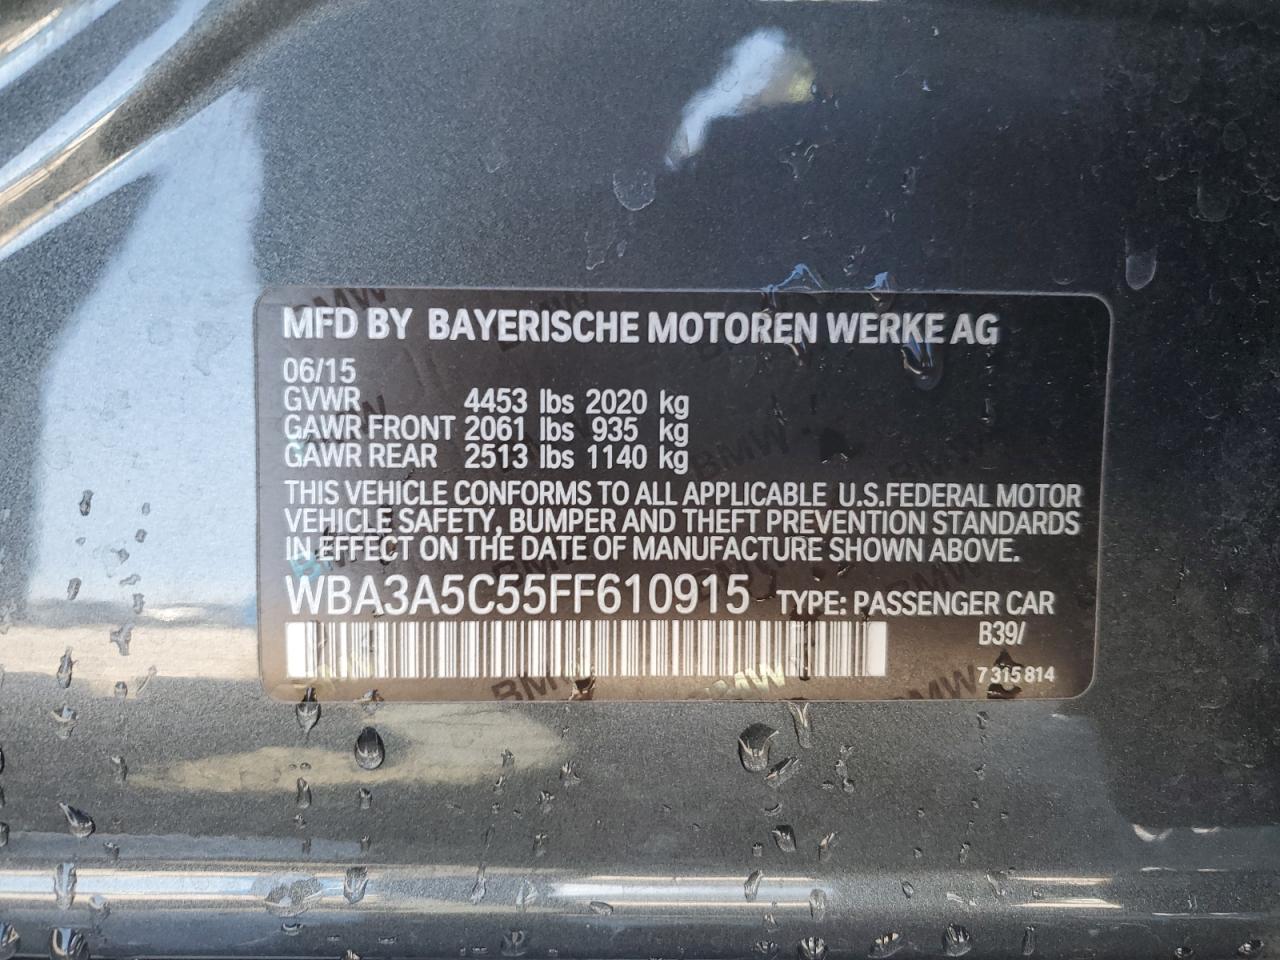 MFD BY BAYERISCHE MOTOREN WERKE AG
06/15
GVWR 4453 lbs 2020 kg
GAWR FRONT 2061 lbs 935 kg
GAWR REAR 2513 lbs 1140 kg
THIS VEHICLE CONFORMS TO ALL APPLICABLE U.S.FEDERAL MOTOR
VEHICLE SAFETY, BUMPER AND THEFT PREVENTION STANDARDS
IN EFFECT ON THE DATE OF MANUFACTURE SHOWN ABOVE.
WBA3A5C55FF610915 TYPE: PASSENGER CAR
B39/
7 315 814